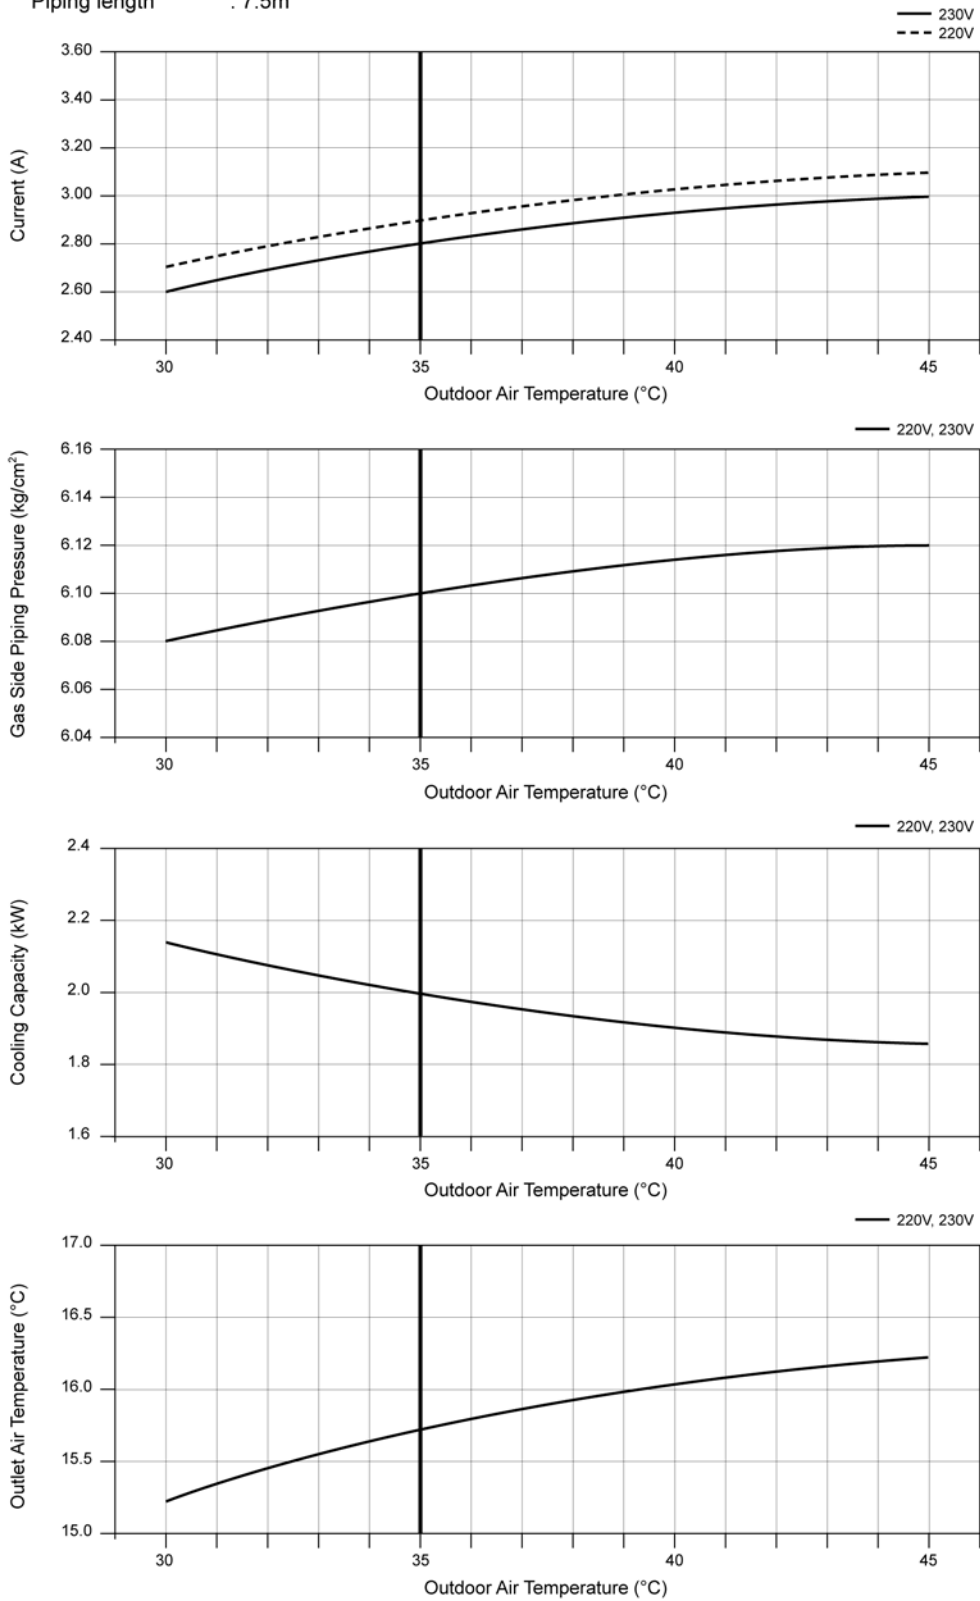 Piping length : 7.5m
230V
220V
3.60
3.40
3.20
3.00
2.80
2.60
2.40
Current (A)
30 35 40 45
Outdoor Air Temperature (°C)
220V, 230V
6.16
6.14
6.12
6.10
6.08
6.06
6.04
Gas Side Piping Pressure (kg/cm²)
30 35 40 45
Outdoor Air Temperature (°C)
220V, 230V
2.4
2.2
2.0
1.8
1.6
Cooling Capacity (kW)
30 35 40 45
Outdoor Air Temperature (°C)
220V, 230V
17.0
16.5
16.0
15.5
15.0
Outlet Air Temperature (°C)
30 35 40 45
Outdoor Air Temperature (°C)